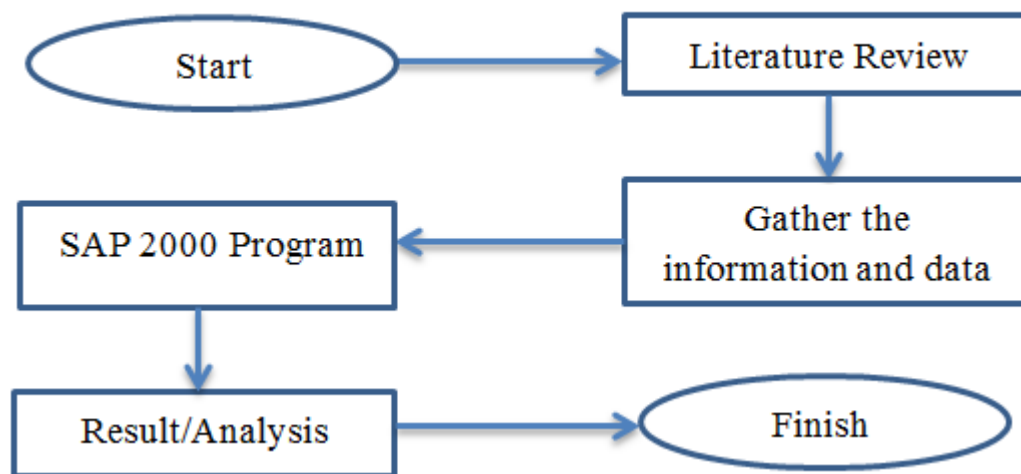 Start
Literature Review
Gather the
information and data
SAP 2000 Program
Result/Analysis
Finish